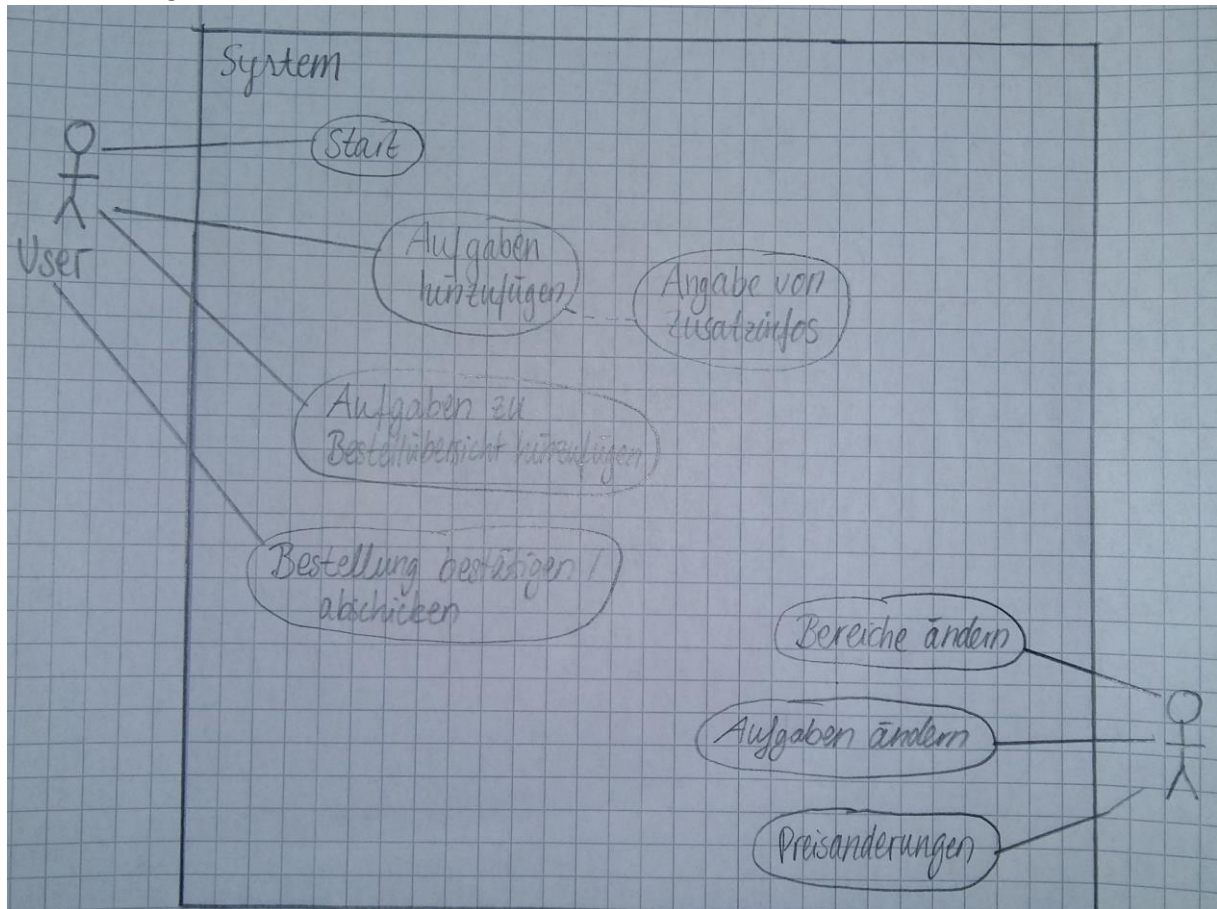 System
Start
User
Aufgaben
hinzufügen
Angabe von
Zusatzinfos
Aufgaben zu
Bestellübersicht hinzufügen
Bestellung bestätigen /
abschicken
Bereiche ändern
Aufgaben ändern
Preisänderungen